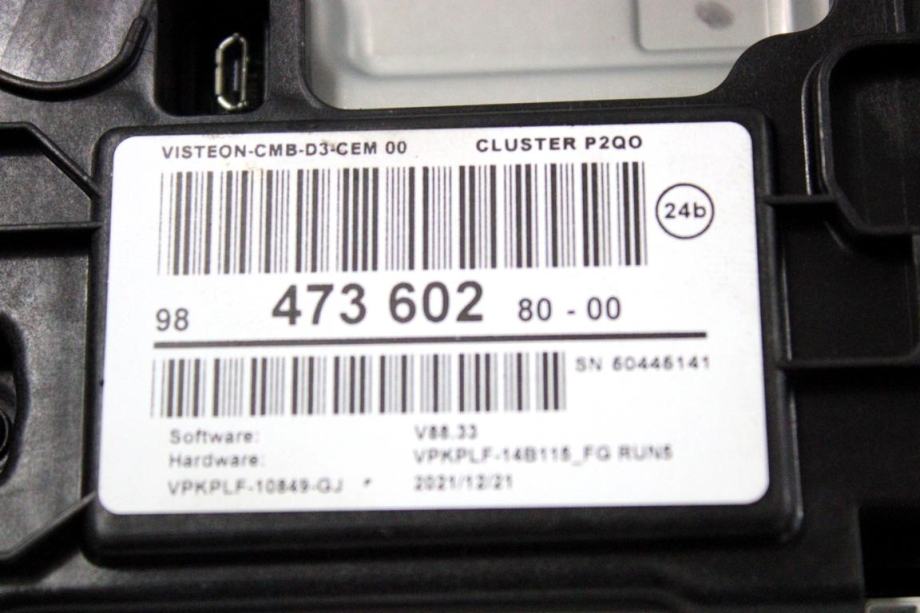 VISTEON-CMB-D3-CEM 00 CLUSTER P2QO
24b
98 473 602 80 - 00
SN 50445141
Software: V88.33
Hardware: VPKPLF-14B115_FG RUN5
VPKPLF-10849-GJ 2021/12/21